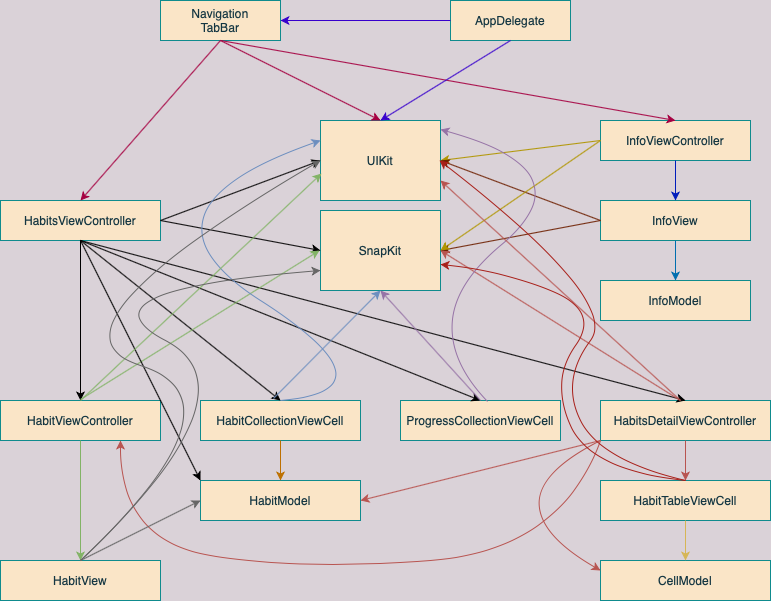 Navigation
TabBar
AppDelegate
UIKit
InfoViewController
HabitsViewController
InfoView
SnapKit
InfoModel
HabitViewController
HabitCollectionViewCell
ProgressCollectionViewCell
HabitsDetailViewController
HabitModel
HabitTableViewCell
HabitView
CellModel